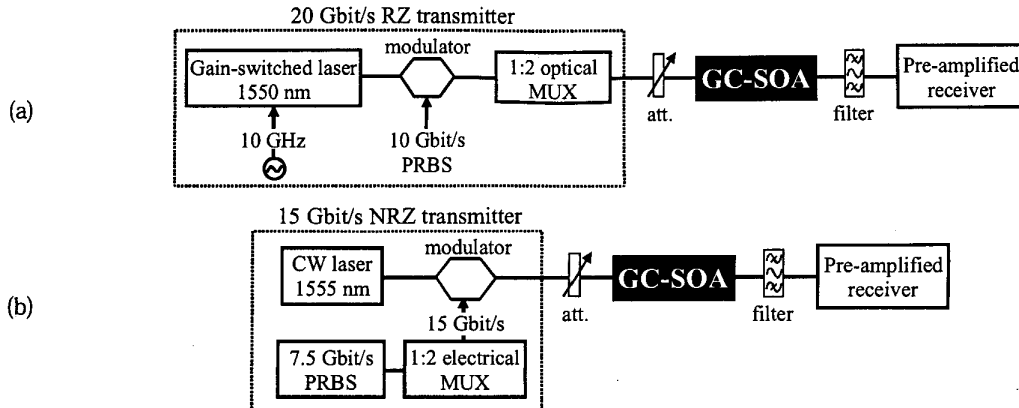 20 Gbit/s RZ transmitter
modulator
Gain-switched laser
1550 nm
1:2 optical
MUX
GC-SOA
Pre-amplified
receiver
(a)
att.
filter
10 GHz
10 Gbit/s
PRBS
15 Gbit/s NRZ transmitter
modulator
CW laser
1555 nm
GC-SOA
Pre-amplified
receiver
(b)
att.
filter
15 Gbit/s
7.5 Gbit/s
PRBS
1:2 electrical
MUX